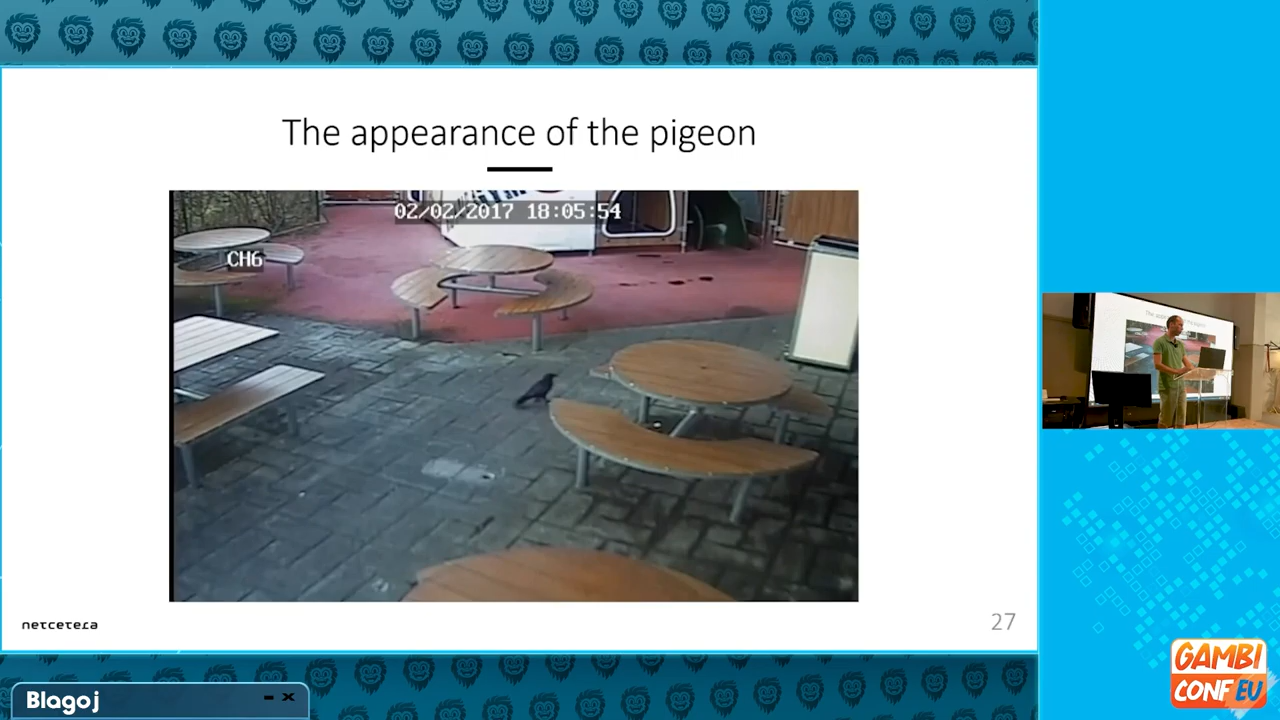 The appearance of the pigeon
02/02/2017 18:05:54
CH6
netcetera
27
Blagoj
GAMBI
CONF EU